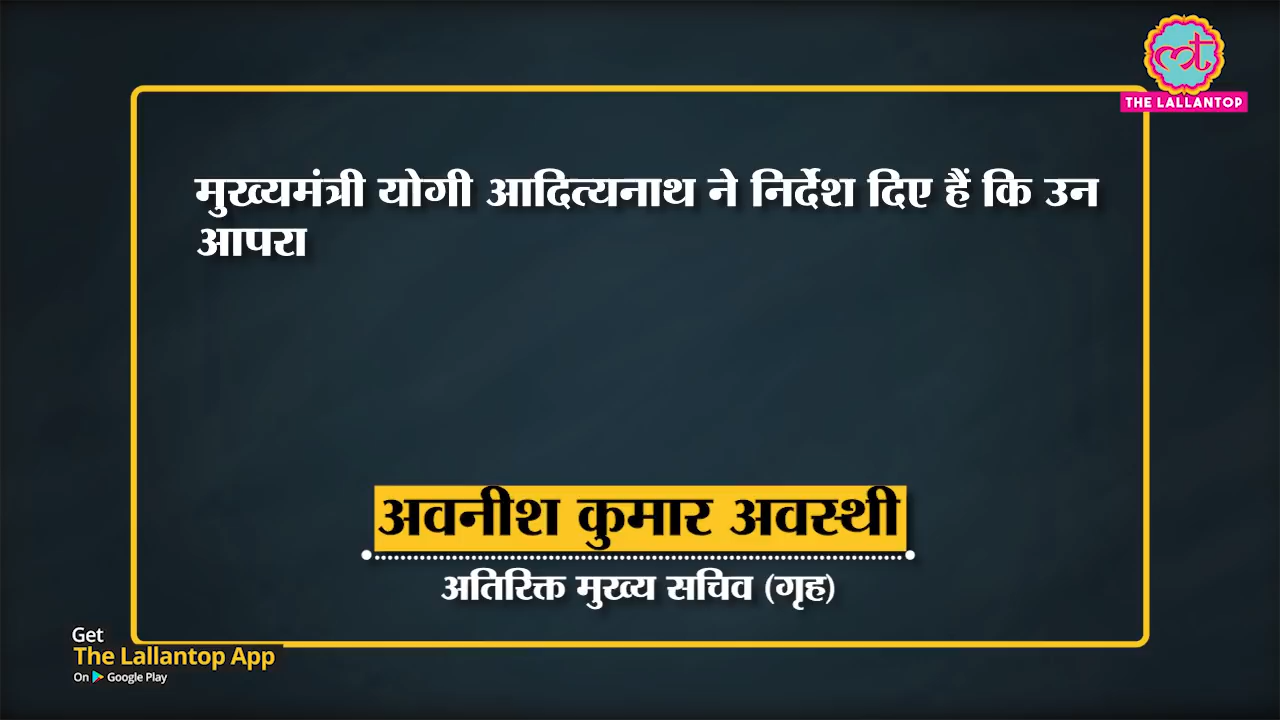 THE LALLANTOP
मुख्यमंत्री योगी आदित्यनाथ ने निर्देश दिए हैं कि उन
आपरा
अवनीश कुमार अवस्थी
अतिरिक्त मुख्य सचिव (गृह)
Get
The Lallantop App
On Google Play